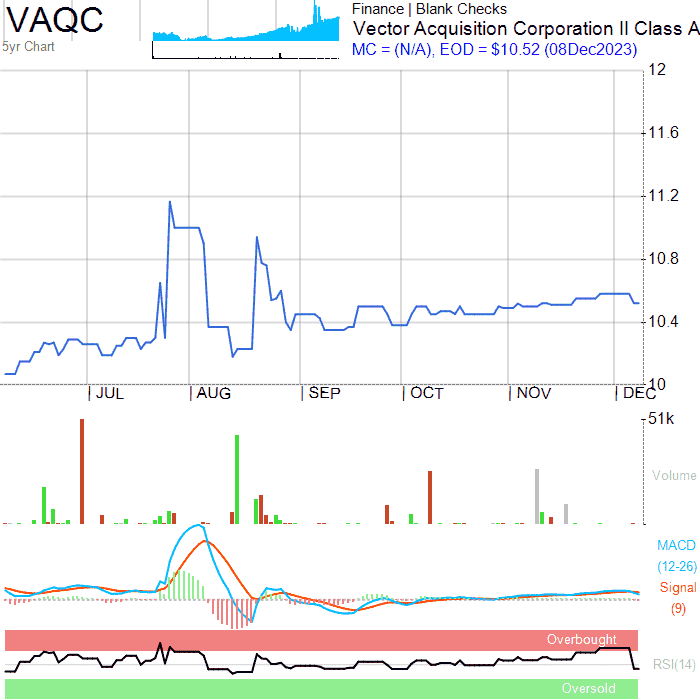 VAQC
5yr Chart
Finance | Blank Checks
Vector Acquisition Corporation II Class A
MC = (N/A), EOD = $10.52 (08Dec2023)
12
11.6
11.2
10.8
10.4
10
JUL AUG SEP OCT NOV DEC
51k
Volume
MACD
(12-26)
Signal
(9)
Overbought
RSI(14)
Oversold